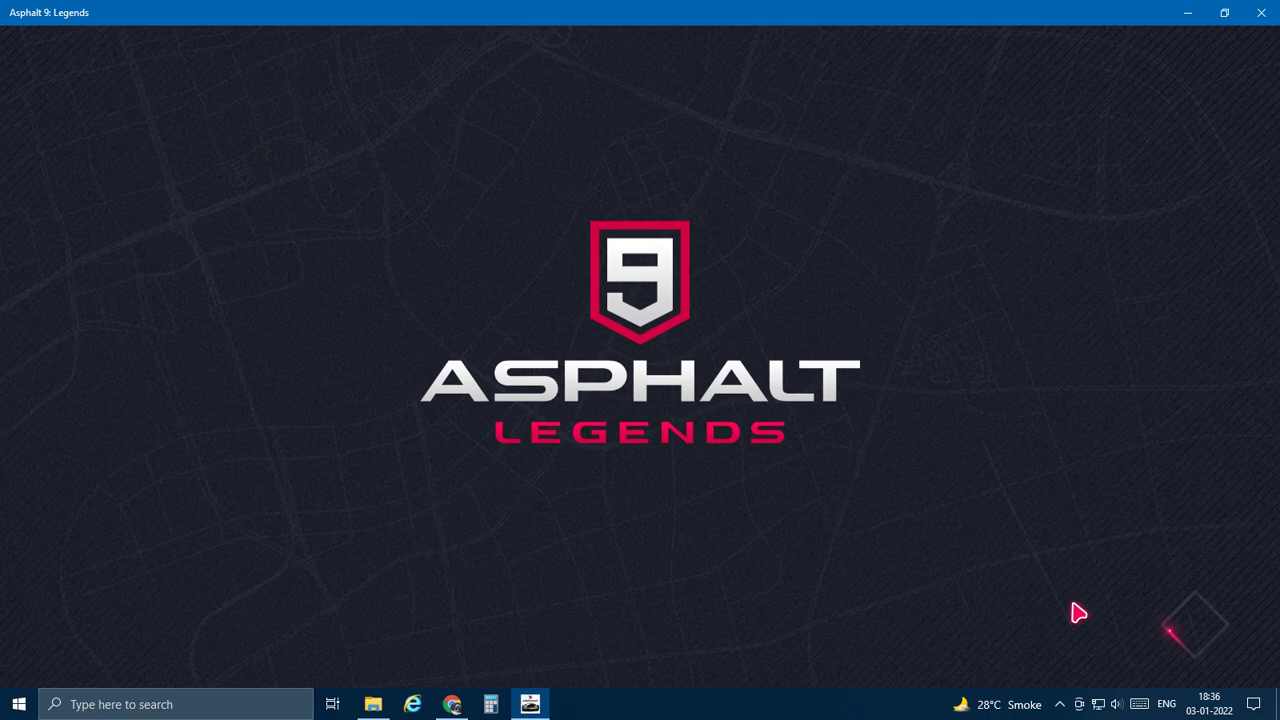 Asphalt 9: Legends
9
ASPHALT
LEGENDS
Type here to search
28°C Smoke
ENG
18:36
03-01-2022